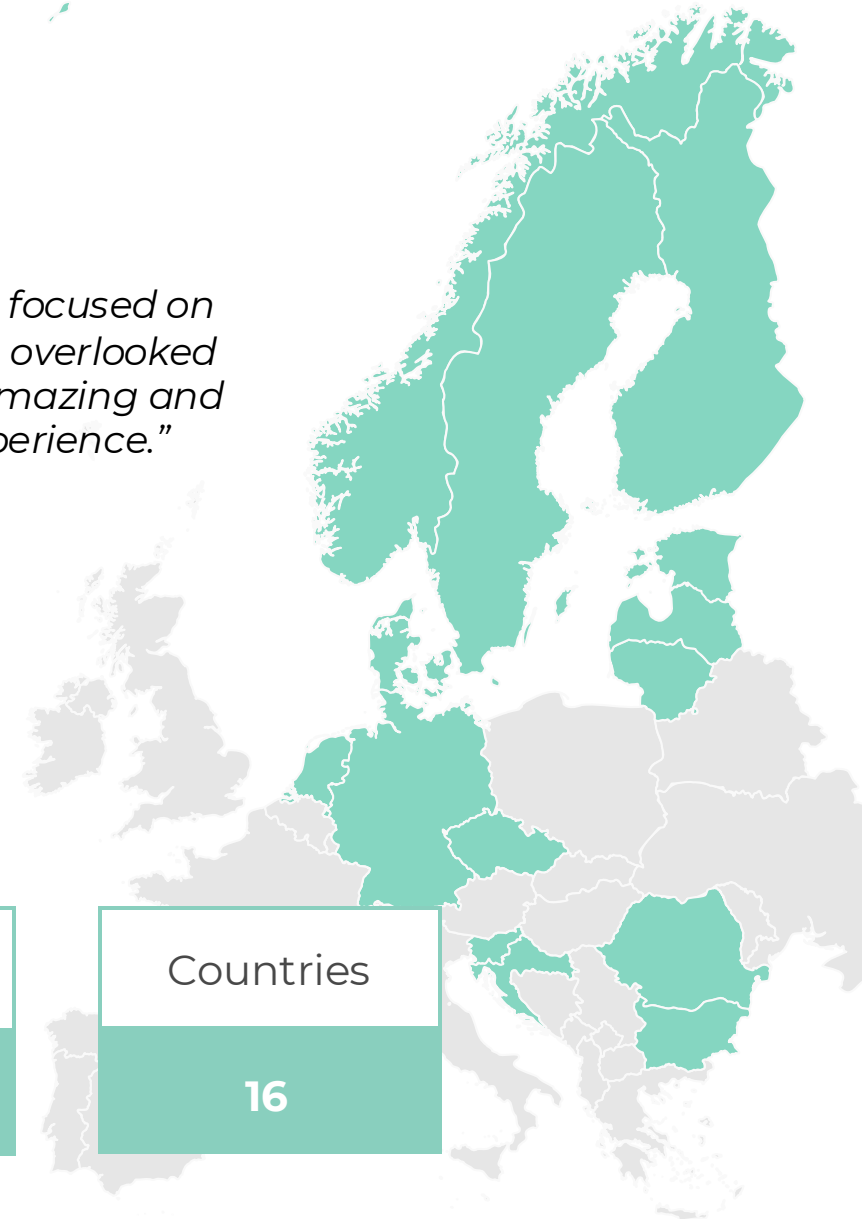 focused on
overlooked
mazing and
perience.”
Countries
16